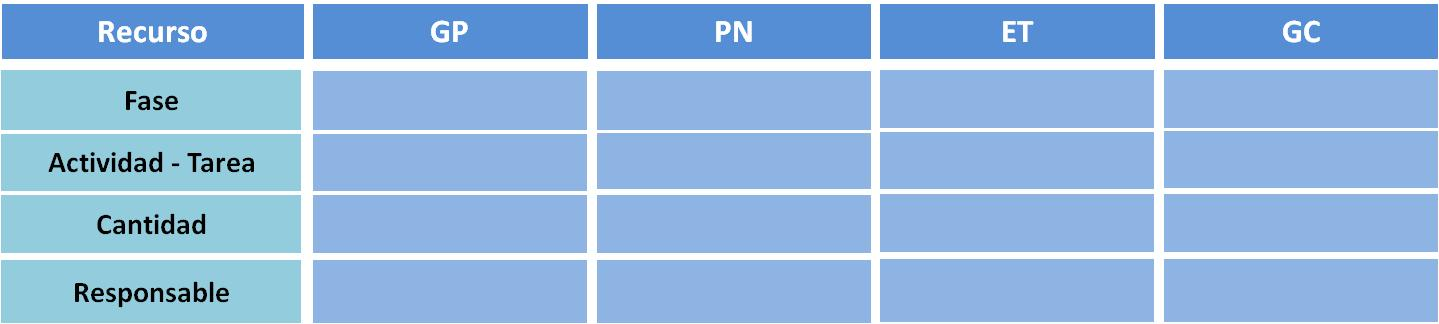 Recurso GP PN ET GC
Fase
Actividad - Tarea
Cantidad
Responsable